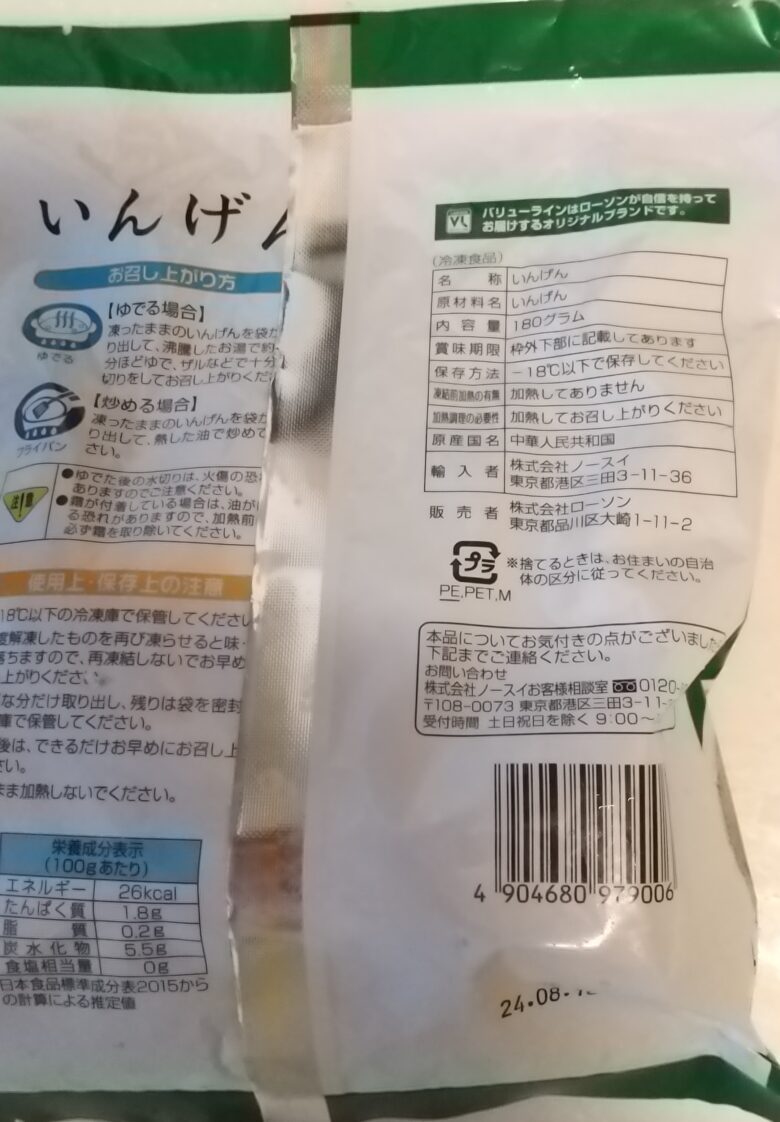 いんげん
お召し上がり方
ゆでる
【ゆでる場合】
凍ったままのいんげんを袋か
り出して、沸騰したお湯で約
分ほどゆで、ザルなどで十分
切りをしてお召し上がりくだ
フライパン
【炒める場合】
凍ったままのいんげんを袋か
り出して、熱した油で炒めて
さい。
注意
●ゆでた後の水切りは、火傷の恐
ありますのでご注意ください。
●霜が付着している場合は、油が
る恐れがありますので、加熱前
必ず霜を取り除いてください。
使用上・保存上の注意
18℃以下の冷凍庫で保管してくださ
解凍したものを再び凍らせると味・
落ちますので、再凍結しないでお早め
上がりくださ
な分だけ取り出し、残りは袋を密封
庫で保管してください。
後は、できるだけお早めにお召し上
さい。
まま加熱しないでください。
栄養成分表示
(100gあたり)
エネルギー 26kcal
たんぱく質 1.8g
脂質 0.2g
炭水化物 5.5g
食塩相当量 0g
日本食品標準成分表2015から
の計算による推定値
VL
バリューラインはローソンが自信を持って
お届けするオリジナルブランドです。
(冷凍食品)
名称 いんげん
原材料名 いんげん
内容量 180グラム
賞味期限 枠外下部に記載してあります
保存方法 −18℃以下で保存してください
凍結前加熱の有無 加熱してありません
加熱調理の必要性 加熱してお召し上がりください
原産国名 中華人民共和国
輸入者 株式会社ノースイ
東京都港区三田3-11-36
販売者 株式会社ローソン
東京都品川区大崎1-11-2
プラ
PE,PET,M
※捨てるときは、お住まいの自治
体の区分に従ってください。
本品についてお気付きの点がございました
下記までご連絡ください。
お問い合わせ
株式会社ノースイお客様相談室 0120-
〒108-0073 東京都港区三田3-11-
受付時間 土日祝日を除く 9:00〜
4 904680 979006
24.08.